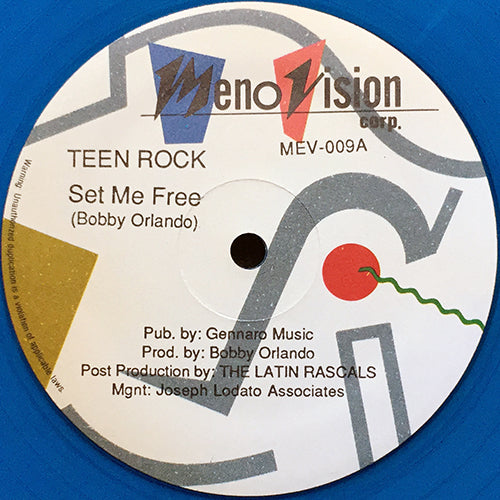 MenoVision
corp.
TEEN ROCK
MEV-009A
Set Me Free
(Bobby Orlando)
Warning: Unauthorized duplication is a violation of applicable laws.
Pub. by: Gennaro Music
Prod. by: Bobby Orlando
Post Production by: THE LATIN RASCALS
Mgnt: Joseph Lodato Associates